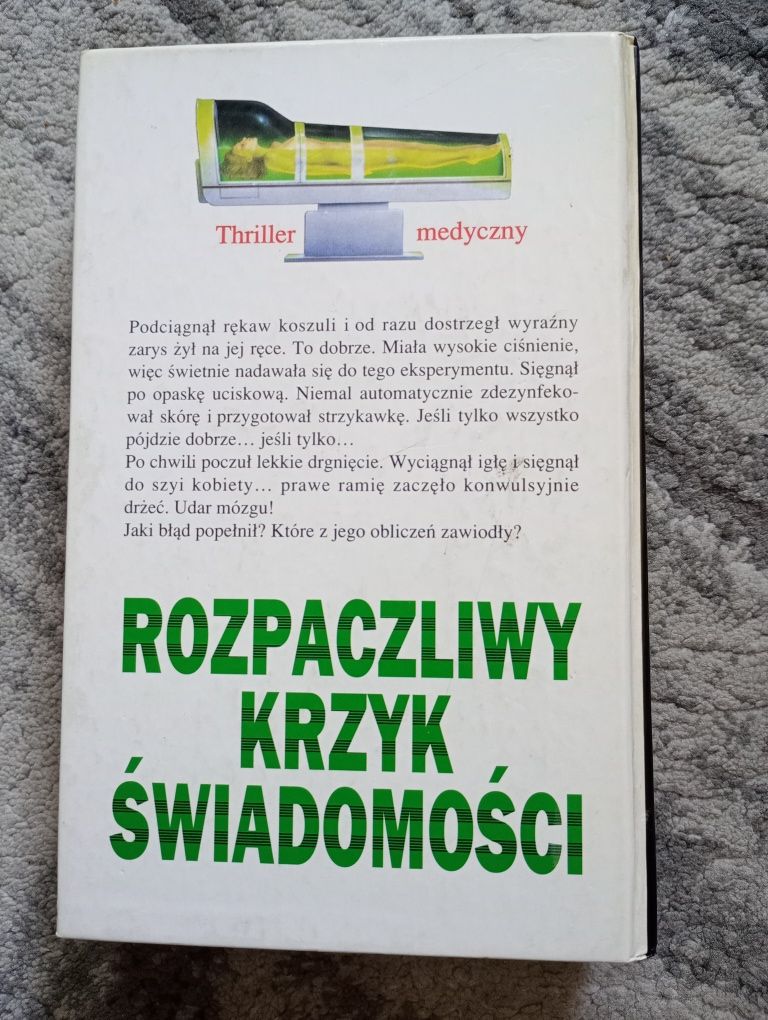 Thriller medyczny
Podciągnął rękaw koszuli i od razu dostrzegł wyraźny
zarys żył na jej ręce. To dobrze. Miała wysokie ciśnienie,
więc świetnie nadawała się do tego eksperymentu. Sięgnął
po opaskę uciskową. Niemal automatycznie zdezynfeko-
wał skórę i przygotował strzykawkę. Jeśli tylko wszystko
pójdzie dobrze… jeśli tylko…
Po chwili poczuł lekkie drgnięcie. Wyciągnął igłę i sięgnął
do szyi kobiety… prawe ramię zaczęło konwulsyjnie
drżeć. Udar mózgu!
Jaki błąd popełnił? Które z jego obliczeń zawiodły?
ROZPACZLIWY
KRZYK
ŚWIADOMOŚCI